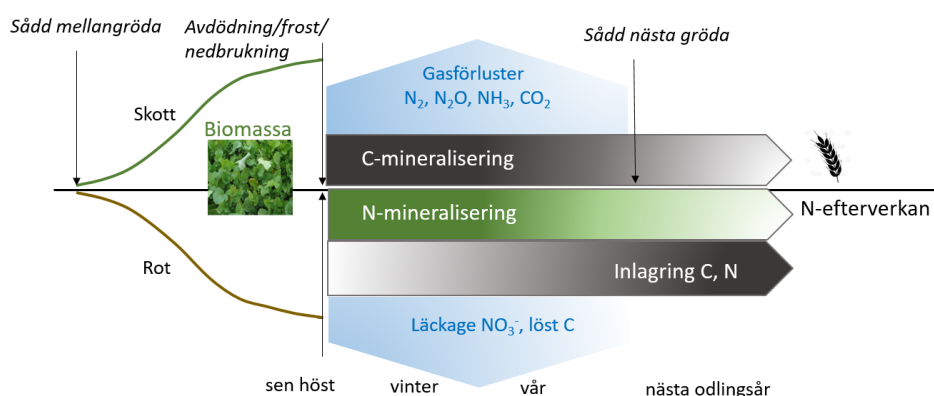 Sådd mellangröda
Avdödning/frost/
nedbrukning
Sådd nästa gröda
Gasförluster
N₂, N₂O, NH₃, CO₂
Skott
Biomassa
C-mineralisering
N-mineralisering
N-efterverkan
Rot
Inlagring C, N
Läckage NO₃⁻, löst C
sen höst
vinter
vår
nästa odlingsår